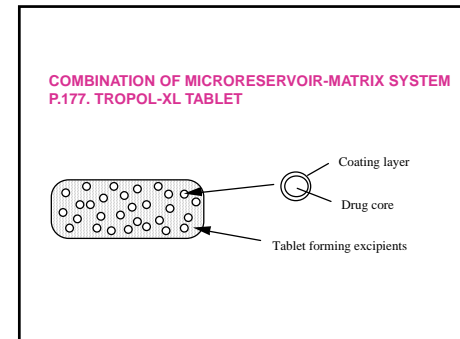 COMBINATION OF MICRORESERVOIR-MATRIX SYSTEM
P.177. TROPOL-XL TABLET
Coating layer
Drug core
Tablet forming excipients